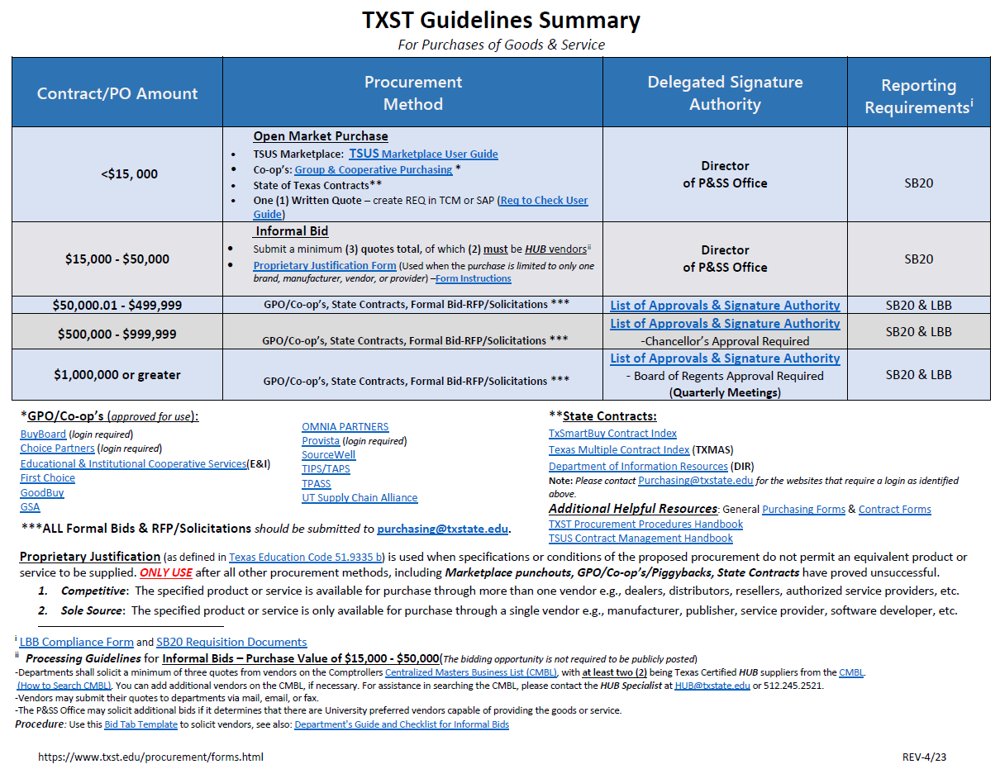 TXST Guidelines Summary
For Purchases of Goods & Service
Contract/PO Amount
Procurement
Method
Delegated Signature
Authority
Reporting
Requirementsⁱ
<$15, 000
Open Market Purchase
• TSUS Marketplace: TSUS Marketplace User Guide
• Co-op's: Group & Cooperative Purchasing *
• State of Texas Contracts**
• One (1) Written Quote – create REQ in TCM or SAP (Req to Check User
Guide)
Director
of P&SS Office
SB20
$15,000 - $50,000
Informal Bid
• Submit a minimum (3) quotes total, of which (2) must be HUB vendorsⁱⁱ
• Proprietary Justification Form (Used when the purchase is limited to only one
brand, manufacturer, vendor, or provider) –Form Instructions
Director
of P&SS Office
SB20
$50,000.01 - $499,999
GPO/Co-op's, State Contracts, Formal Bid-RFP/Solicitations ***
List of Approvals & Signature Authority
SB20 & LBB
$500,000 - $999,999
GPO/Co-op's, State Contracts, Formal Bid-RFP/Solicitations ***
List of Approvals & Signature Authority
-Chancellor's Approval Required
SB20 & LBB
$1,000,000 or greater
GPO/Co-op's, State Contracts, Formal Bid-RFP/Solicitations ***
List of Approvals & Signature Authority
- Board of Regents Approval Required
(Quarterly Meetings)
SB20 & LBB
*GPO/Co-op's (approved for use):
BuyBoard (login required)
Choice Partners (login required)
Educational & Institutional Cooperative Services(E&I)
First Choice
GoodBuy
GSA
OMNIA PARTNERS
Provista (login required)
SourceWell
TIPS/TAPS
TPASS
UT Supply Chain Alliance
***ALL Formal Bids & RFP/Solicitations should be submitted to purchasing@txstate.edu.
**State Contracts:
TxSmartBuy Contract Index
Texas Multiple Contract Index (TXMAS)
Department of Information Resources (DIR)
Note: Please contact Purchasing@txstate.edu for the websites that require a login as identified
above.
Additional Helpful Resources: General Purchasing Forms & Contract Forms
TXST Procurement Procedures Handbook
TSUS Contract Management Handbook
Proprietary Justification (as defined in Texas Education Code 51.9335 b) is used when specifications or conditions of the proposed procurement do not permit an equivalent product or
service to be supplied. ONLY USE after all other procurement methods, including Marketplace punchouts, GPO/Co-op's/Piggybacks, State Contracts have proved unsuccessful.
1. Competitive: The specified product or service is available for purchase through more than one vendor e.g., dealers, distributors, resellers, authorized service providers, etc.
2. Sole Source: The specified product or service is only available for purchase through a single vendor e.g., manufacturer, publisher, service provider, software developer, etc.
ⁱ LBB Compliance Form and SB20 Requisition Documents
ⁱⁱ Processing Guidelines for Informal Bids – Purchase Value of $15,000 - $50,000(The bidding opportunity is not required to be publicly posted)
-Departments shall solicit a minimum of three quotes from vendors on the Comptrollers Centralized Masters Business List (CMBL), with at least two (2) being Texas Certified HUB suppliers from the CMBL.
(How to Search CMBL). You can add additional vendors on the CMBL, if necessary. For assistance in searching the CMBL, please contact the HUB Specialist at HUB@txstate.edu or 512.245.2521.
-Vendors may submit their quotes to departments via mail, email, or fax.
-The P&SS Office may solicit additional bids if it determines that there are University preferred vendors capable of providing the goods or service.
Procedure: Use this Bid Tab Template to solicit vendors, see also: Department's Guide and Checklist for Informal Bids
https://www.txst.edu/procurement/forms.html
REV-4/23